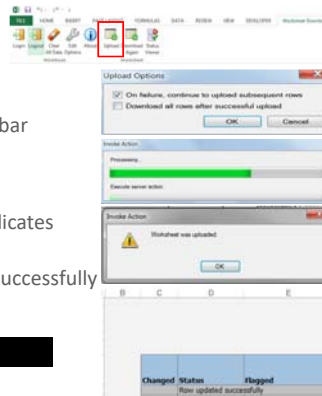 FILE HOME INSERT PAGE LAYOUT FORMULAS DATA REVIEW VIEW DEVELOPER
Login Logout Clear All Data Edit Options About Upload Download Again Status Viewer
Workbook Worksheet
Upload Options
On failure, continue to upload subsequent rows
Download all rows after successful upload
OK Cancel
bar
Invoke Action
Processing...
Execute server action
licates
Invoke Action
Worksheet was uploaded.
OK
successfully
B C D E
Changed Status Flagged
Row updated successfully